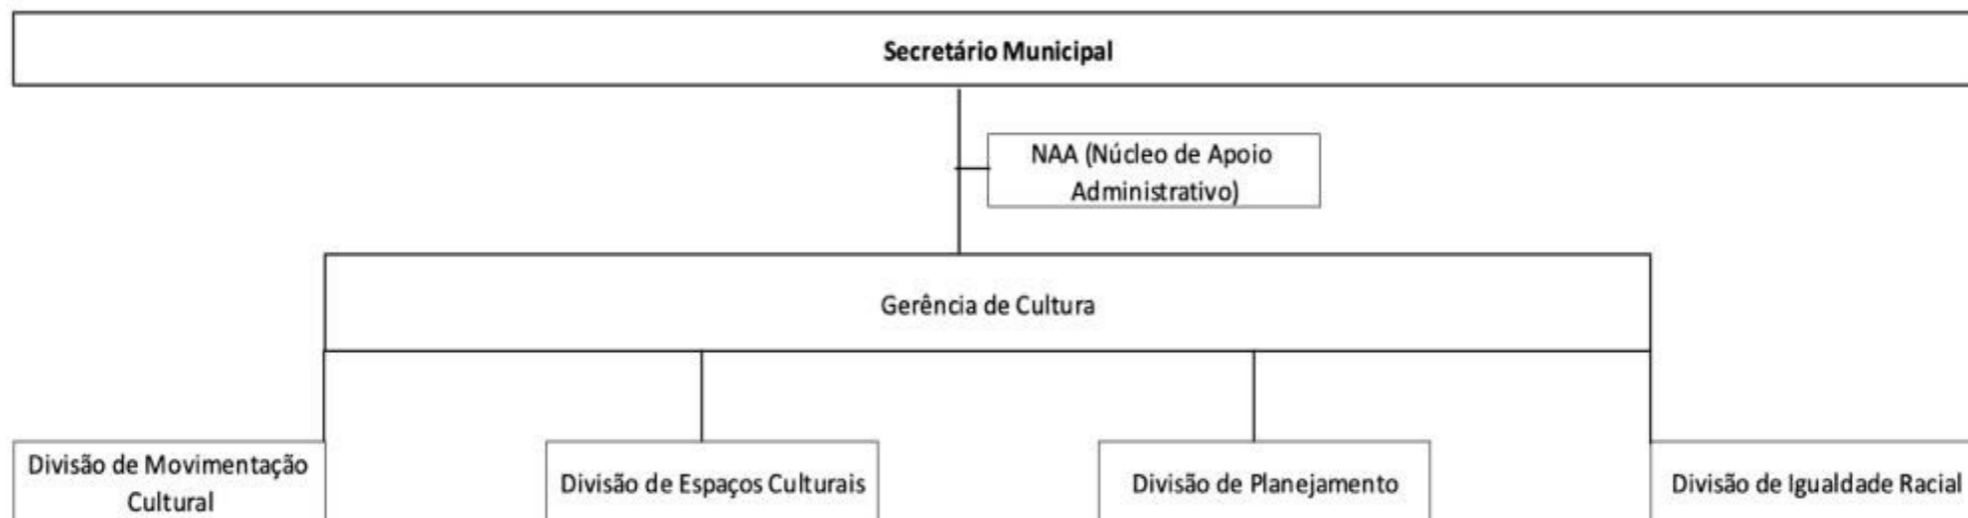 Secretário Municipal
NAA (Núcleo de Apoio
Administrativo)
Gerência de Cultura
Divisão de Movimentação
Cultural
Divisão de Espaços Culturais
Divisão de Planejamento
Divisão de Igualdade Racial